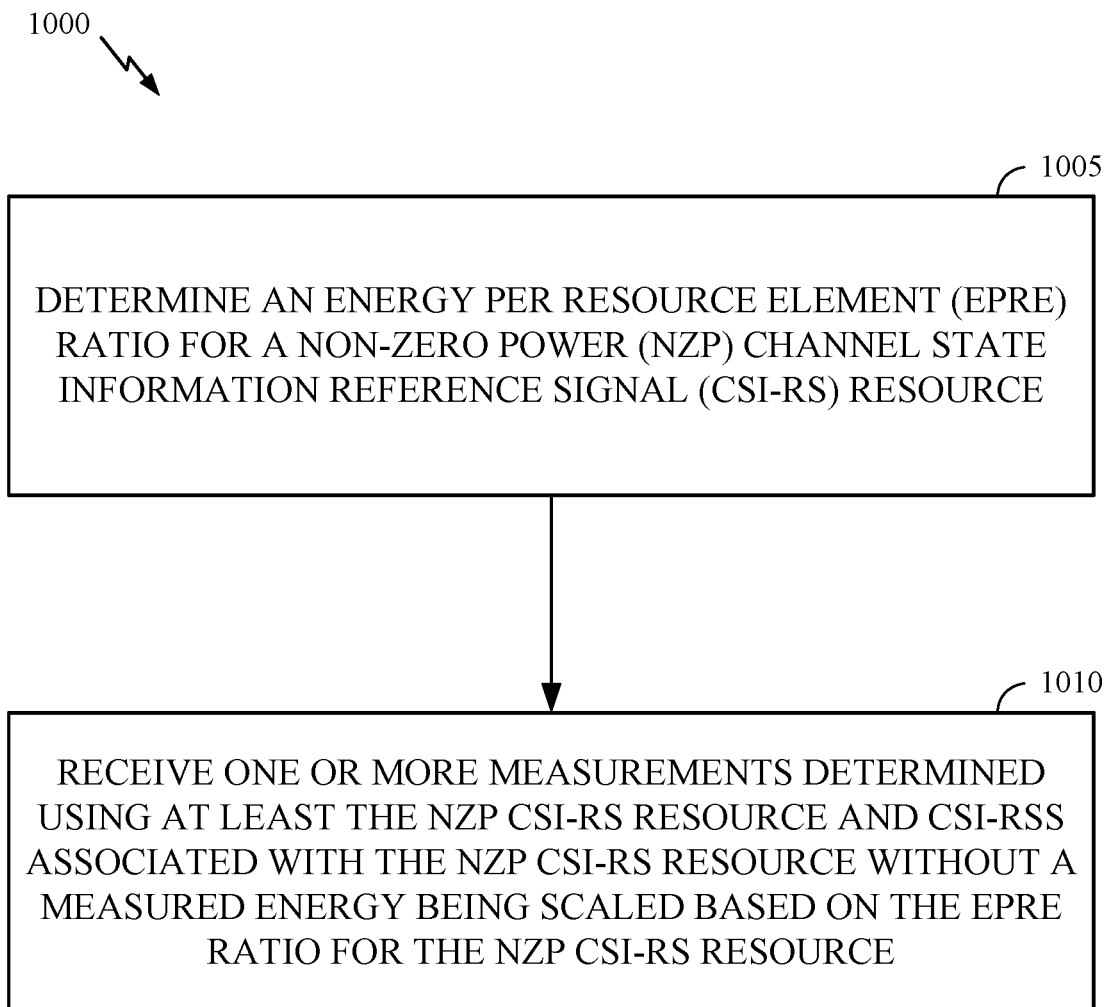 1000
1005
DETERMINE AN ENERGY PER RESOURCE ELEMENT (EPRE)
RATIO FOR A NON-ZERO POWER (NZP) CHANNEL STATE
INFORMATION REFERENCE SIGNAL (CSI-RS) RESOURCE
1010
RECEIVE ONE OR MORE MEASUREMENTS DETERMINED
USING AT LEAST THE NZP CSI-RS RESOURCE AND CSI-RSS
ASSOCIATED WITH THE NZP CSI-RS RESOURCE WITHOUT A
MEASURED ENERGY BEING SCALED BASED ON THE EPRE
RATIO FOR THE NZP CSI-RS RESOURCE